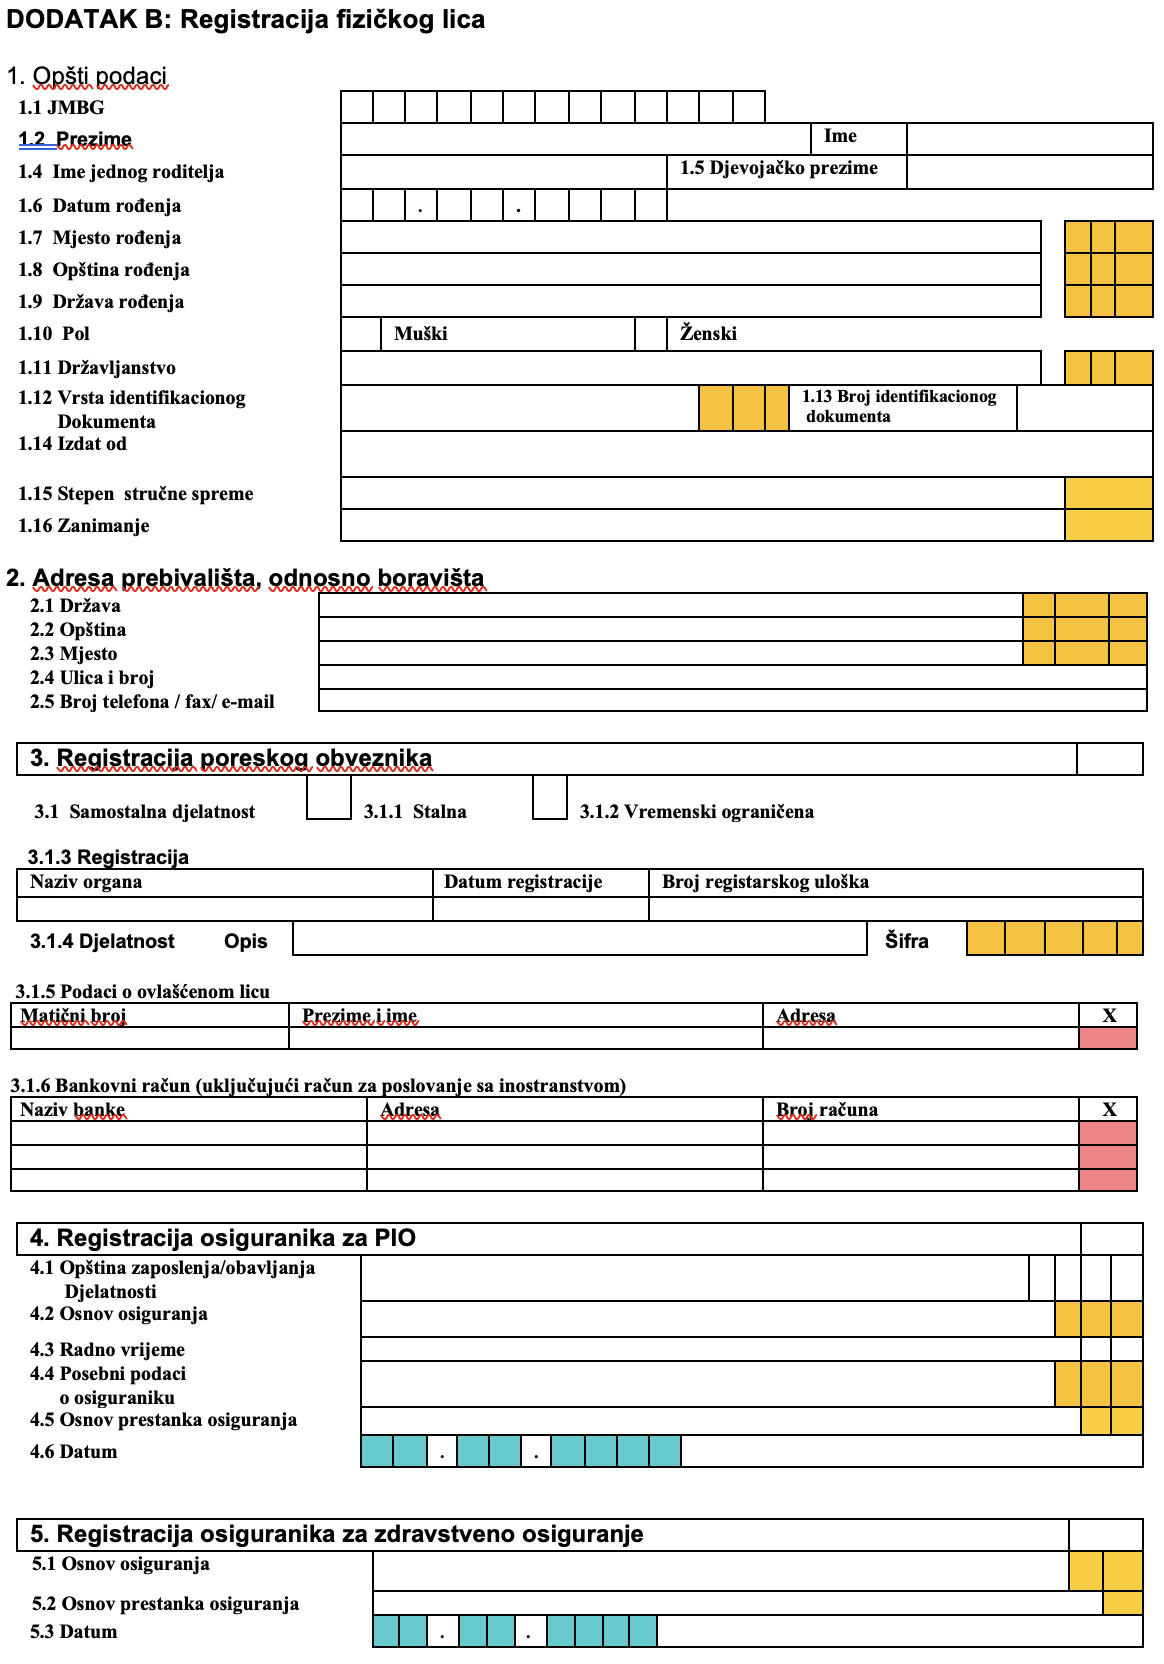 DODATAK B: Registracija fizičkog lica
1. Opšti podaci
1.1 JMBG
1.2 Prezime Ime
1.4 Ime jednog roditelja 1.5 Djevojačko prezime
1.6 Datum rođenja . .
1.7 Mjesto rođenja
1.8 Opština rođenja
1.9 Država rođenja
1.10 Pol Muški Ženski
1.11 Državljanstvo
1.12 Vrsta identifikacionog 1.13 Broj identifikacionog
Dokumenta dokumenta
1.14 Izdat od
1.15 Stepen stručne spreme
1.16 Zanimanje
2. Adresa prebivališta, odnosno boravišta
2.1 Država
2.2 Opština
2.3 Mjesto
2.4 Ulica i broj
2.5 Broj telefona / fax/ e-mail
3. Registracija poreskog obveznika
3.1 Samostalna djelatnost 3.1.1 Stalna 3.1.2 Vremenski ograničena
3.1.3 Registracija
Naziv organa Datum registracije Broj registarskog uloška
3.1.4 Djelatnost Opis Šifra
3.1.5 Podaci o ovlašćenom licu
Matični broj Prezime i ime Adresa X
3.1.6 Bankovni račun (uključujući račun za poslovanje sa inostranstvom)
Naziv banke Adresa Broj računa X
4. Registracija osiguranika za PIO
4.1 Opština zaposlenja/obavljanja
Djelatnosti
4.2 Osnov osiguranja
4.3 Radno vrijeme
4.4 Posebni podaci
o osiguraniku
4.5 Osnov prestanka osiguranja
4.6 Datum . .
5. Registracija osiguranika za zdravstveno osiguranje
5.1 Osnov osiguranja
5.2 Osnov prestanka osiguranja
5.3 Datum . .